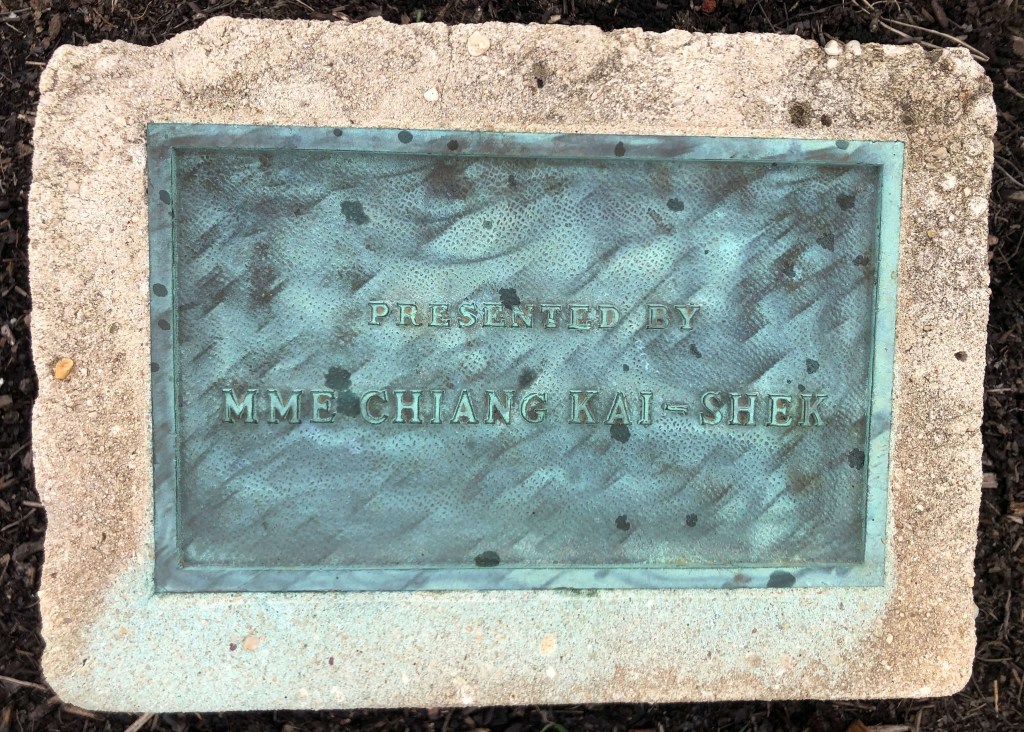 PRESENTED BY
MME CHIANG KAI-SHEK